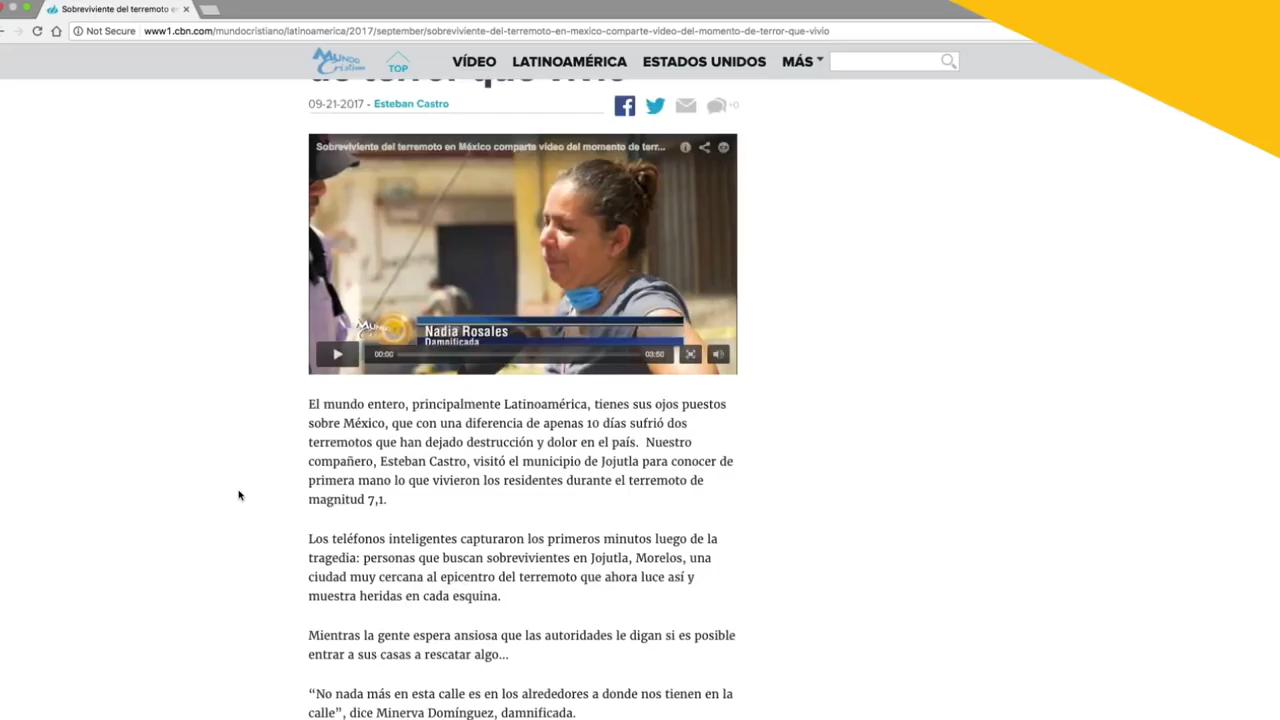 Sobreviviente del terremoto e
Not Secure
www1.cbn.com/mundocristiano/latinoamerica/2017/september/sobreviviente-del-terremoto-en-mexico-comparte-video-del-momento-de-terror-que-vivio
MUNDO Cristiano
TOP
VÍDEO
LATINOAMÉRICA
ESTADOS UNIDOS
MÁS
de terror que vivió
09-21-2017 - Esteban Castro
+0
Sobreviviente del terremoto en México comparte vídeo del momento de terr...
Nadia Rosales
Damnificada
00:00
03:50
El mundo entero, principalmente Latinoamérica, tienes sus ojos puestos
sobre México, que con una diferencia de apenas 10 días sufrió dos
terremotos que han dejado destrucción y dolor en el país. Nuestro
compañero, Esteban Castro, visitó el municipio de Jojutla para conocer de
primera mano lo que vivieron los residentes durante el terremoto de
magnitud 7,1.
Los teléfonos inteligentes capturaron los primeros minutos luego de la
tragedia: personas que buscan sobrevivientes en Jojutla, Morelos, una
ciudad muy cercana al epicentro del terremoto que ahora luce así y
muestra heridas en cada esquina.
Mientras la gente espera ansiosa que las autoridades le digan si es posible
entrar a sus casas a rescatar algo...
“No nada más en esta calle es en los alrededores a donde nos tienen en la
calle”, dice Minerva Domínguez, damnificada.